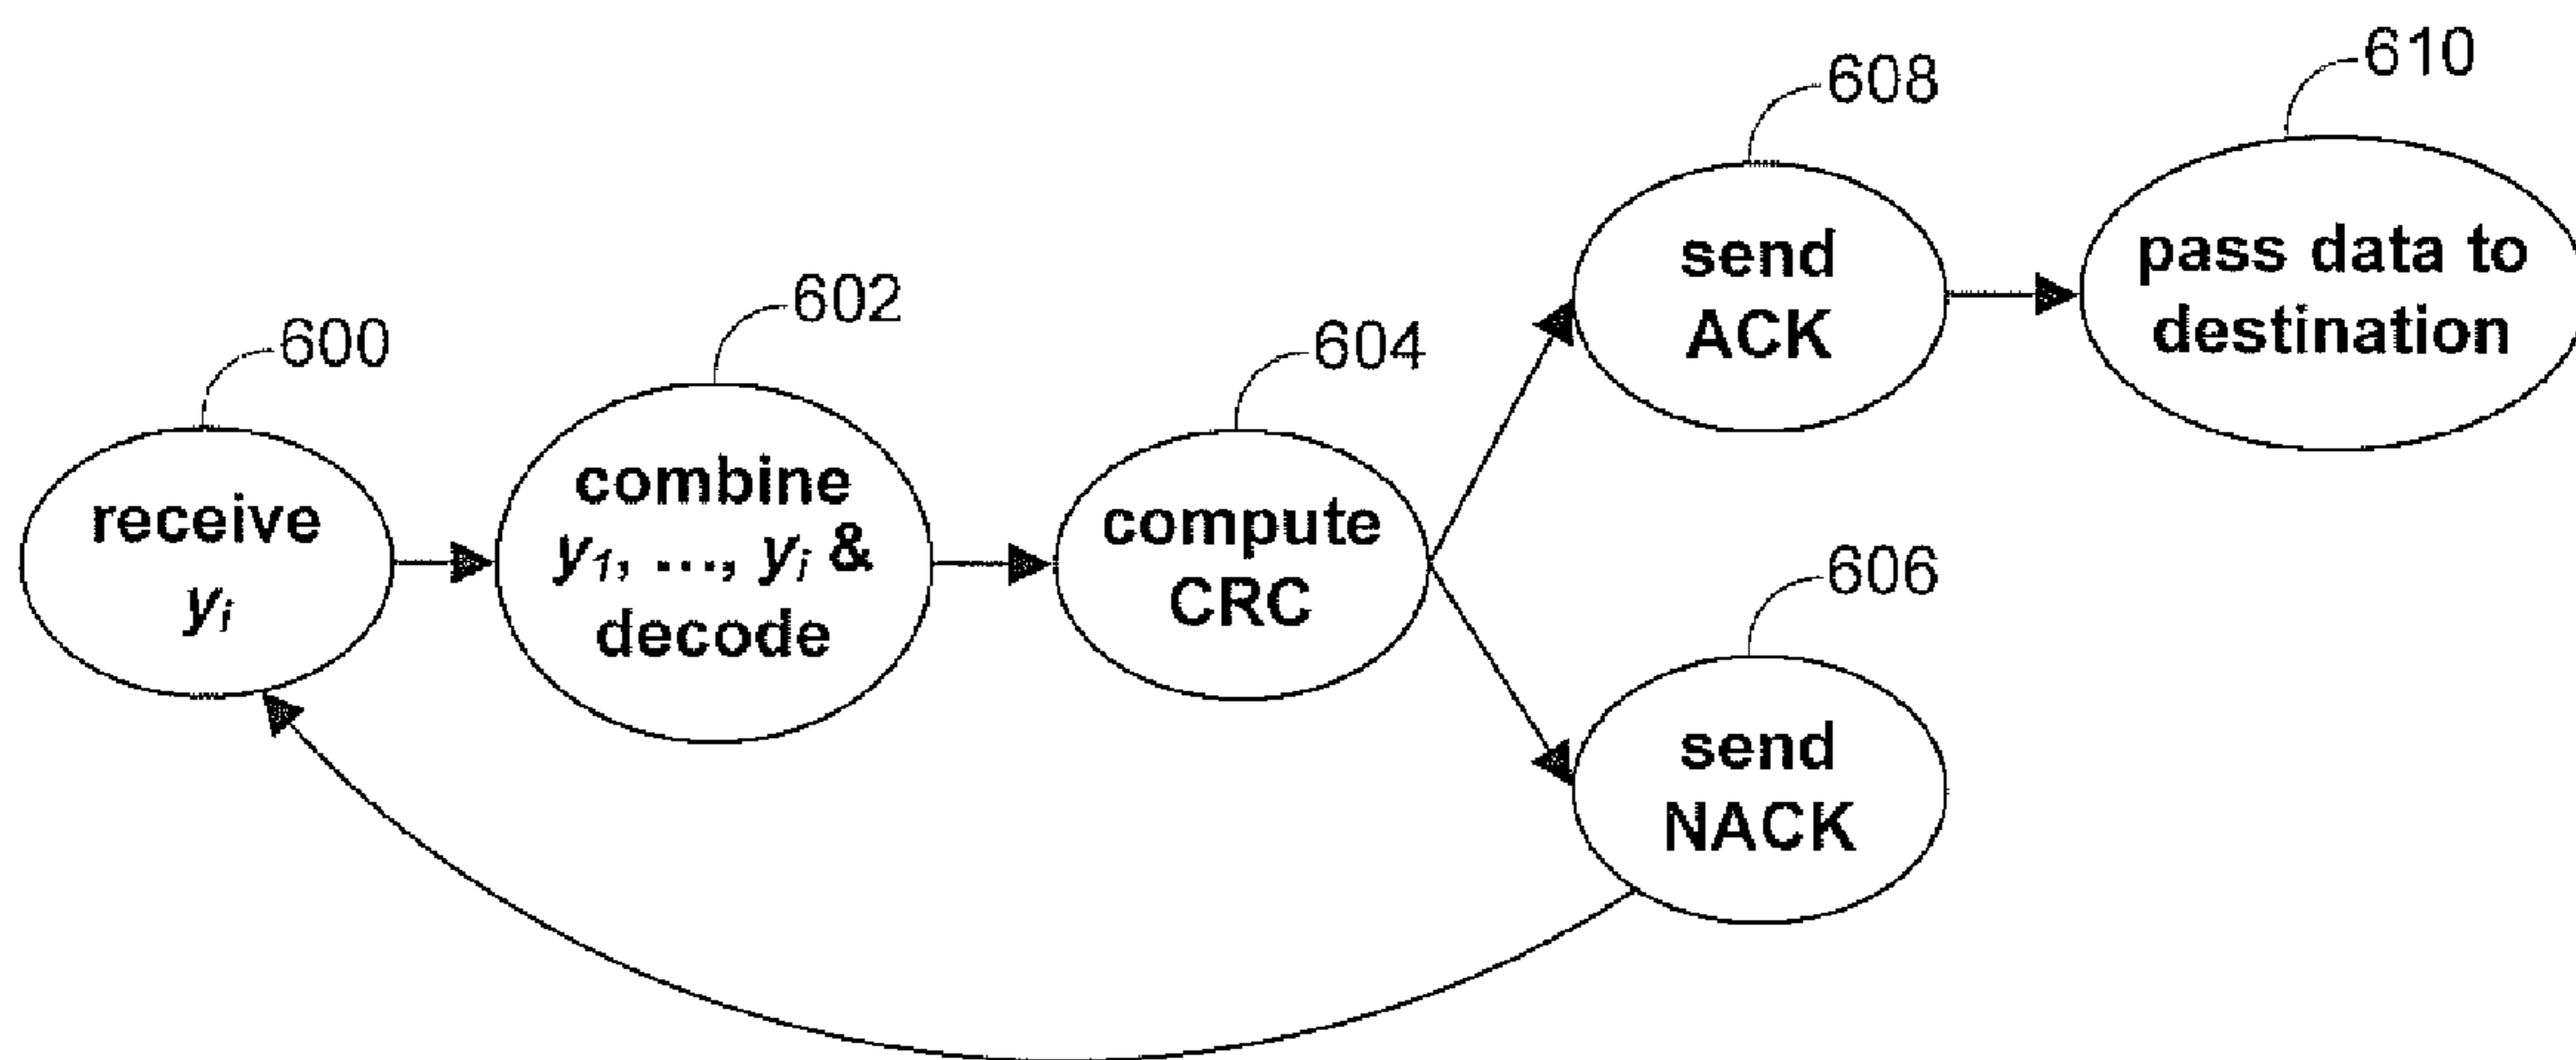 600
receive
yi
602
combine
y1, ..., yi &
decode
604
compute
CRC
608
send
ACK
610
pass data to
destination
606
send
NACK